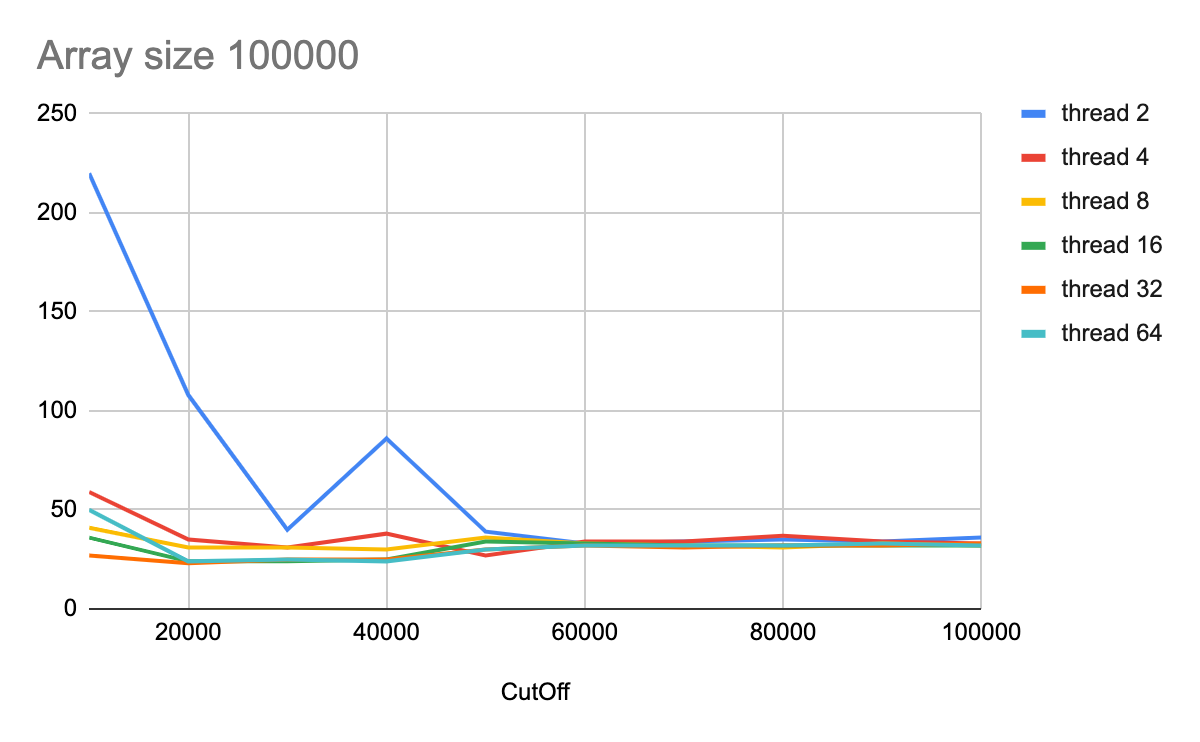 Array size 100000
250
200
150
100
50
0
20000 40000 60000 80000 100000
CutOff
thread 2
thread 4
thread 8
thread 16
thread 32
thread 64